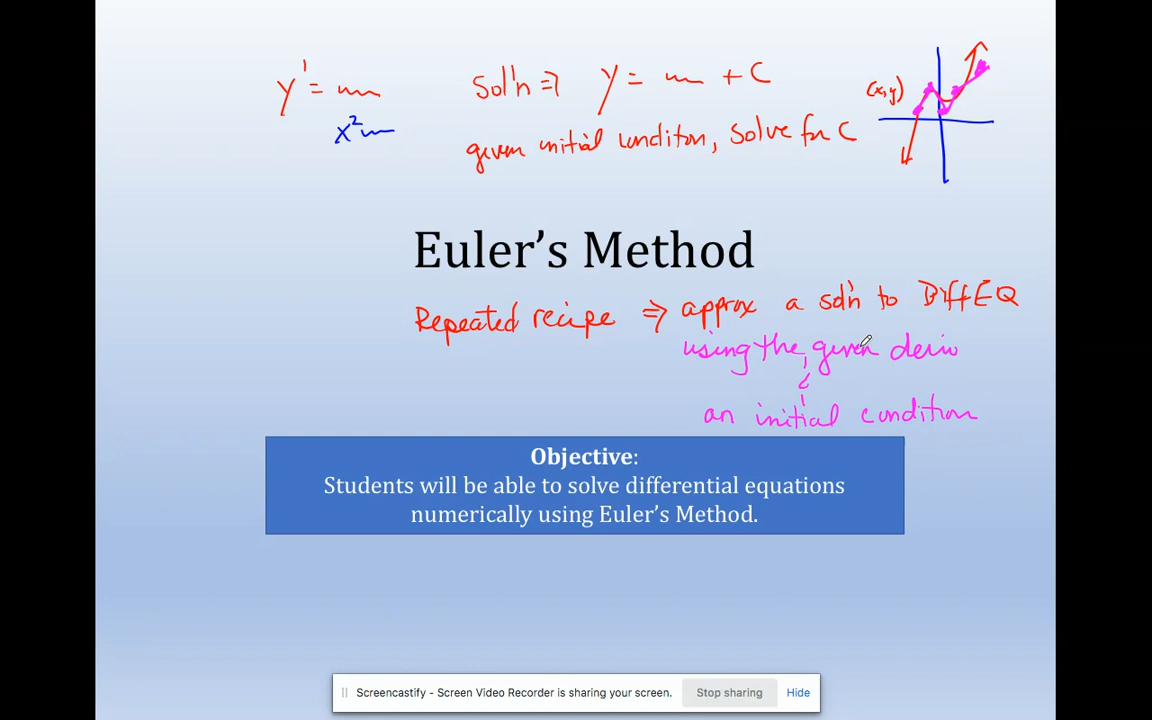 y' = m   Sol'n ⇒ y = m + C
(x,y)
x²m
given initial conditon, Solve for C
Euler's Method
Repeated recipe ⇒ approx a sol'n to DiffEQ
using the given deriv
&
an initial condition
Objective:
Students will be able to solve differential equations
numerically using Euler's Method.
Screencastify - Screen Video Recorder is sharing your screen. Stop sharing Hide